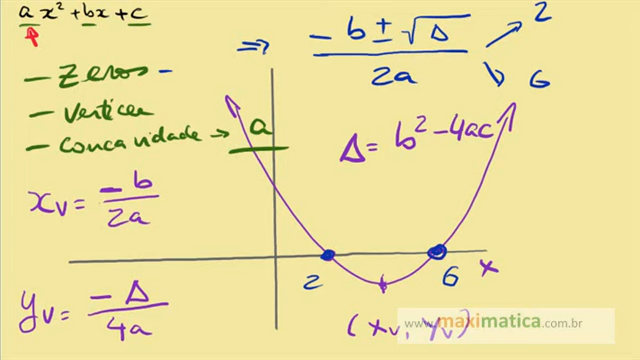 ax² + bx + c
⇒ -b ± √Δ / 2a
2
6
- Zeros -
- Vértice
- Concavidade → a
Δ = b² - 4ac
xv = -b / 2a
2
6
x
yv = -Δ / 4a
(xv, yv)
www.maximatica.com.br